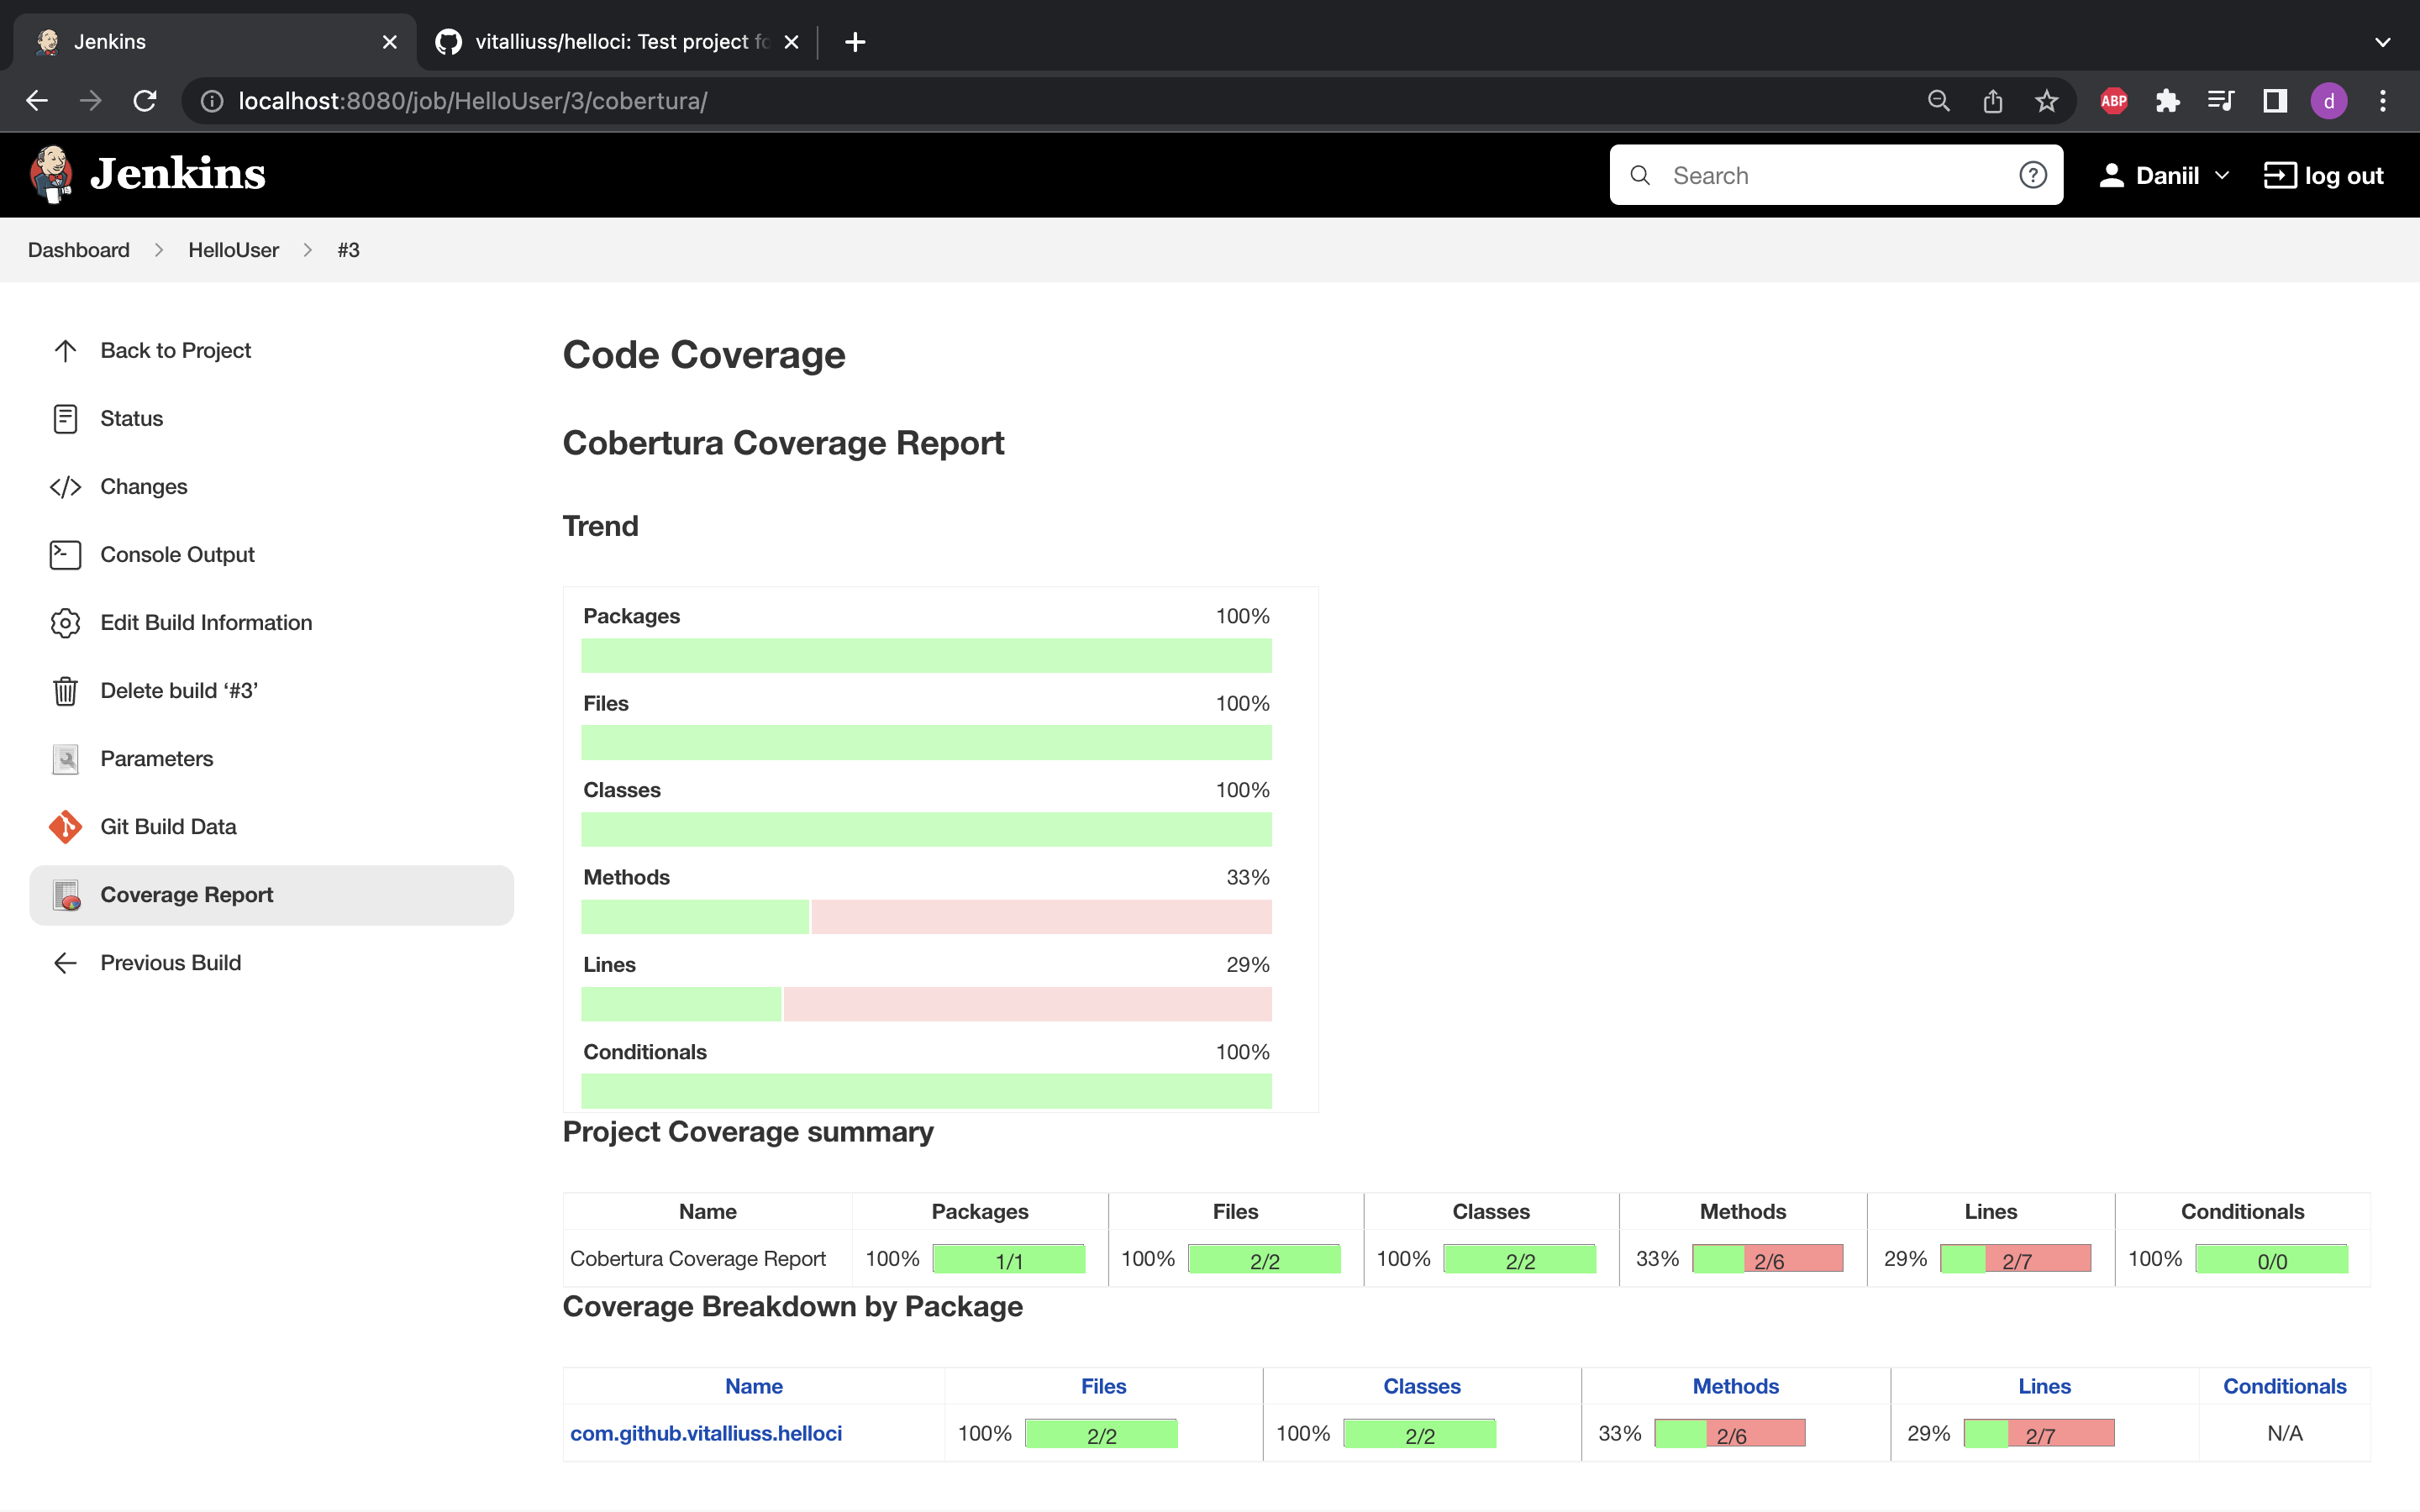 Jenkins
vitalliuss/helloci: Test project fo
localhost:8080/job/HelloUser/3/cobertura/
ABP
d
Jenkins
Search
Daniil
log out
Dashboard
HelloUser
#3
Back to Project
Status
Changes
Console Output
Edit Build Information
Delete build ‘#3’
Parameters
Git Build Data
Coverage Report
Previous Build
Code Coverage
Cobertura Coverage Report
Trend
Packages 100%
Files 100%
Classes 100%
Methods 33%
Lines 29%
Conditionals 100%
Project Coverage summary
Name Packages Files Classes Methods Lines Conditionals
Cobertura Coverage Report 100% 1/1 100% 2/2 100% 2/2 33% 2/6 29% 2/7 100% 0/0
Coverage Breakdown by Package
Name Files Classes Methods Lines Conditionals
com.github.vitalliuss.helloci 100% 2/2 100% 2/2 33% 2/6 29% 2/7 N/A